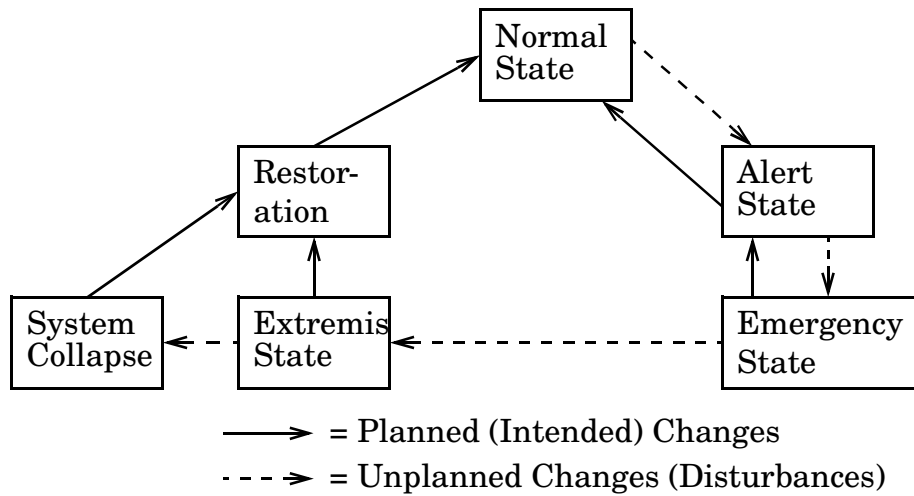 Normal
State
Restor-
ation
Alert
State
System
Collapse
Extremis
State
Emergency
State
= Planned (Intended) Changes
= Unplanned Changes (Disturbances)